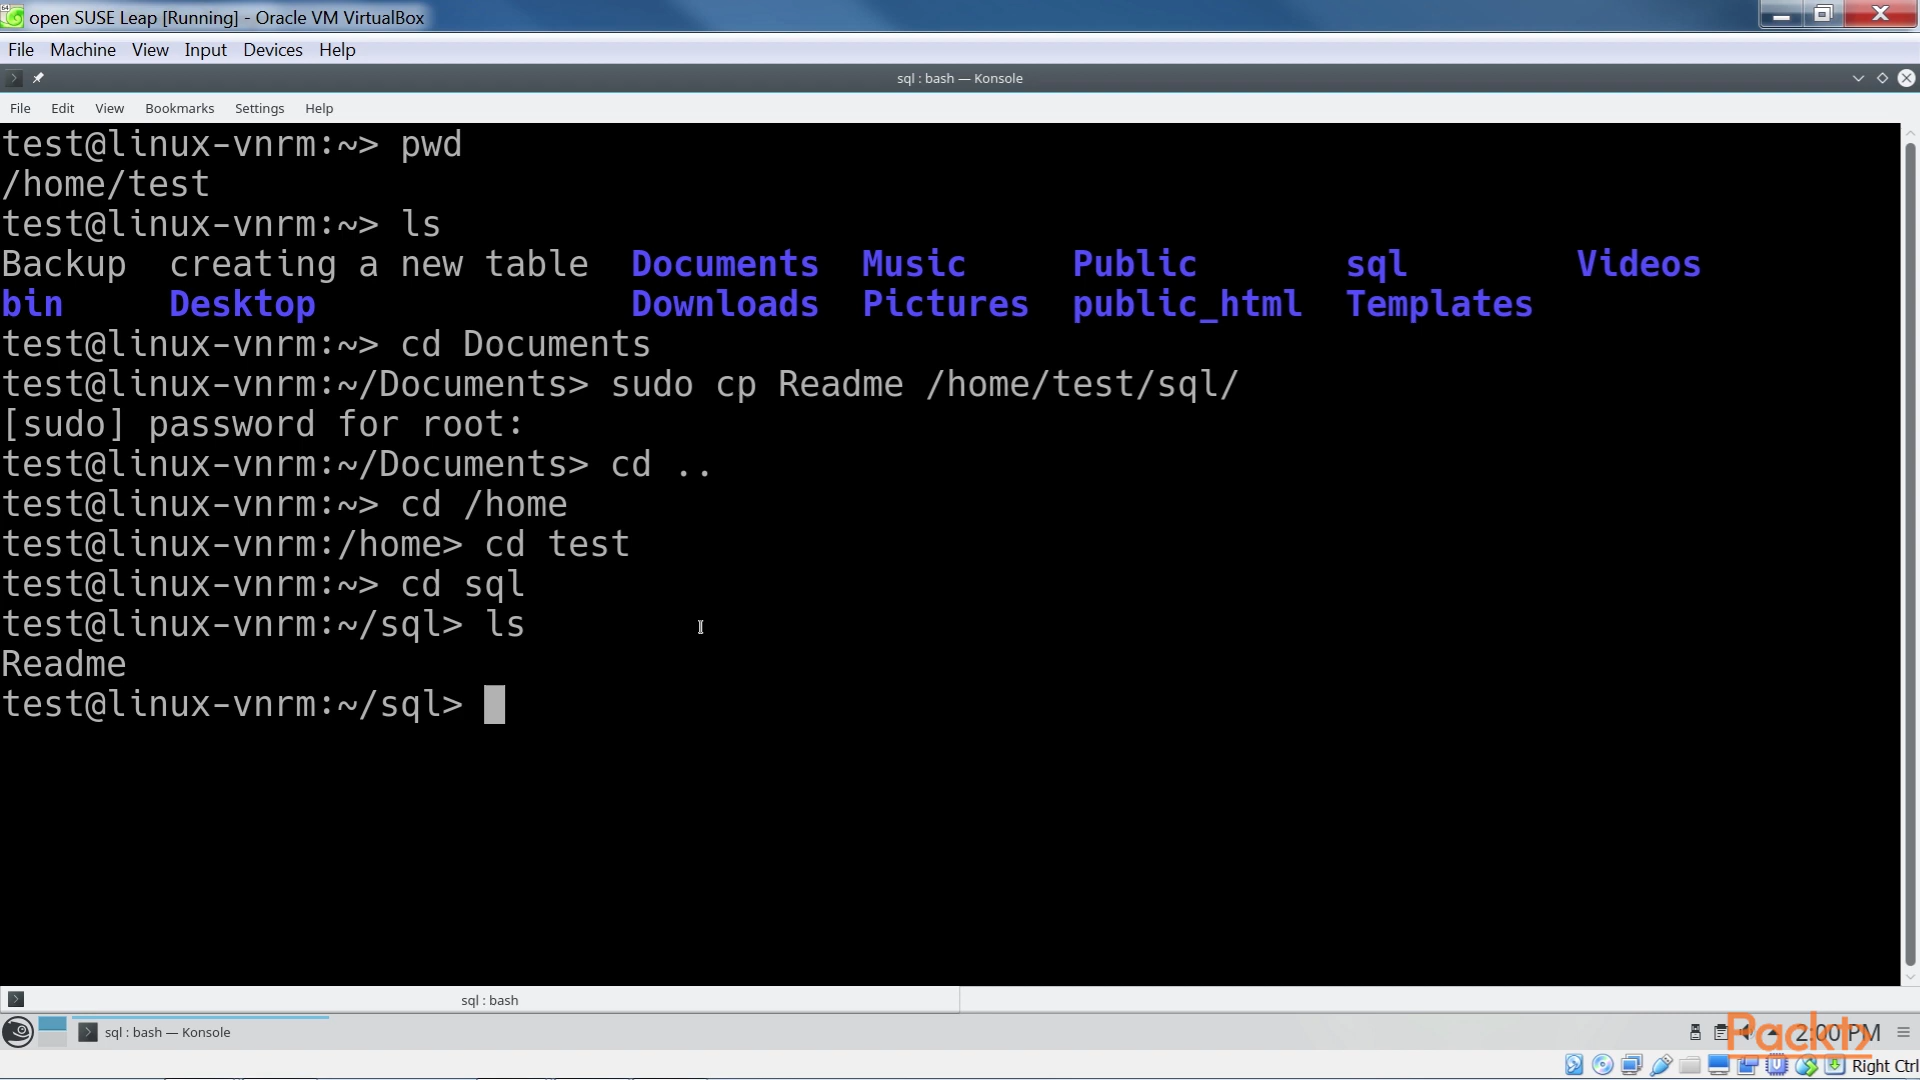 open SUSE Leap [Running] - Oracle VM VirtualBox
File Machine View Input Devices Help
sql : bash — Konsole
File Edit View Bookmarks Settings Help
test@linux-vnrm:~> pwd
/home/test
test@linux-vnrm:~> ls
Backup creating a new table Documents Music Public sql Videos
bin Desktop Downloads Pictures public_html Templates
test@linux-vnrm:~> cd Documents
test@linux-vnrm:~/Documents> sudo cp Readme /home/test/sql/
[sudo] password for root:
test@linux-vnrm:~/Documents> cd ..
test@linux-vnrm:~> cd /home
test@linux-vnrm:/home> cd test
test@linux-vnrm:~> cd sql
test@linux-vnrm:~/sql> ls
Readme
test@linux-vnrm:~/sql>
sql : bash
sql : bash — Konsole
2:00 PM
Packt
Right Ctrl